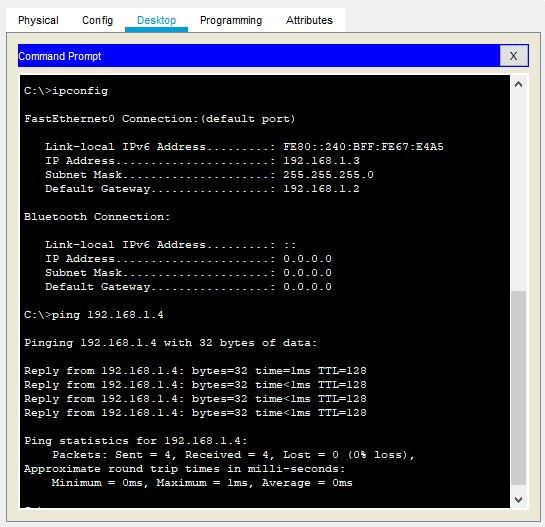 Physical Config Desktop Programming Attributes
Command Prompt X
C:\>ipconfig
FastEthernet0 Connection:(default port)
Link-local IPv6 Address.........: FE80::240:BFF:FE67:E4A5
IP Address......................: 192.168.1.3
Subnet Mask.....................: 255.255.255.0
Default Gateway.................: 192.168.1.2
Bluetooth Connection:
Link-local IPv6 Address.........: ::
IP Address......................: 0.0.0.0
Subnet Mask.....................: 0.0.0.0
Default Gateway.................: 0.0.0.0
C:\>ping 192.168.1.4
Pinging 192.168.1.4 with 32 bytes of data:
Reply from 192.168.1.4: bytes=32 time=1ms TTL=128
Reply from 192.168.1.4: bytes=32 time<1ms TTL=128
Reply from 192.168.1.4: bytes=32 time<1ms TTL=128
Reply from 192.168.1.4: bytes=32 time<1ms TTL=128
Ping statistics for 192.168.1.4:
Packets: Sent = 4, Received = 4, Lost = 0 (0% loss),
Approximate round trip times in milli-seconds:
Minimum = 0ms, Maximum = 1ms, Average = 0ms